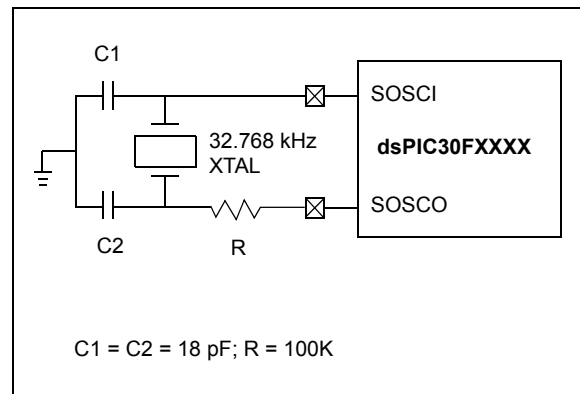 C1
SOSCI
32.768 kHz
XTAL
dsPIC30FXXXX
SOSCO
C2
R
C1 = C2 = 18 pF; R = 100K